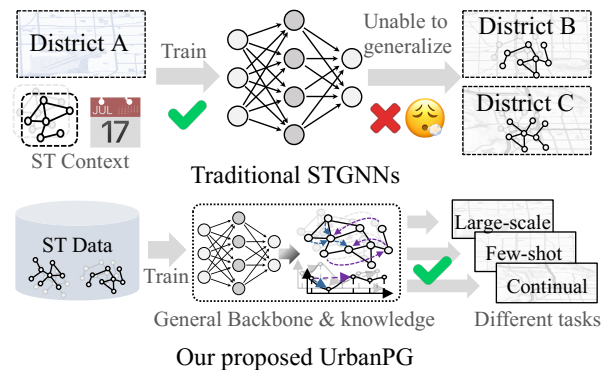 District A
Train
Unable to
generalize
District B
District C
ST Context
JUL
17
Traditional STGNNs
ST Data
Train
General Backbone & knowledge
Large-scale
Few-shot
Continual
Different tasks
Our proposed UrbanPG